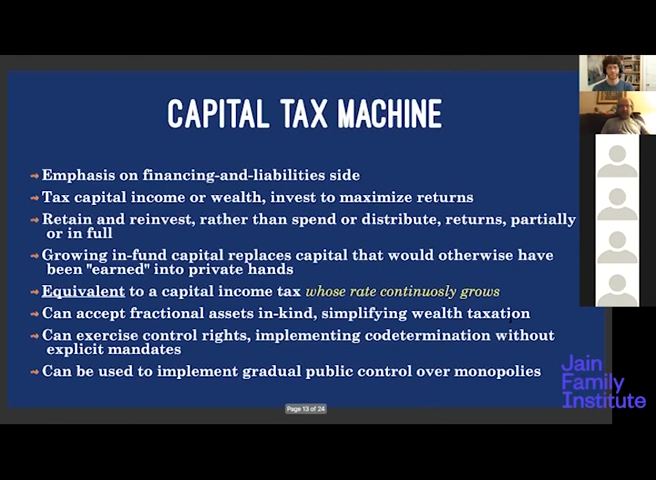 CAPITAL TAX MACHINE
→ Emphasis on financing-and-liabilities side
→ Tax capital income or wealth, invest to maximize returns
→ Retain and reinvest, rather than spend or distribute, returns, partially
or in full
→ Growing in-fund capital replaces capital that would otherwise have
been "earned" into private hands
→ Equivalent to a capital income tax whose rate continuosly grows
→ Can accept fractional assets in-kind, simplifying wealth taxation
→ Can exercise control rights, implementing codetermination without
explicit mandates
→ Can be used to implement gradual public control over monopolies
Page 13 of 24
Jain
Family
Institute